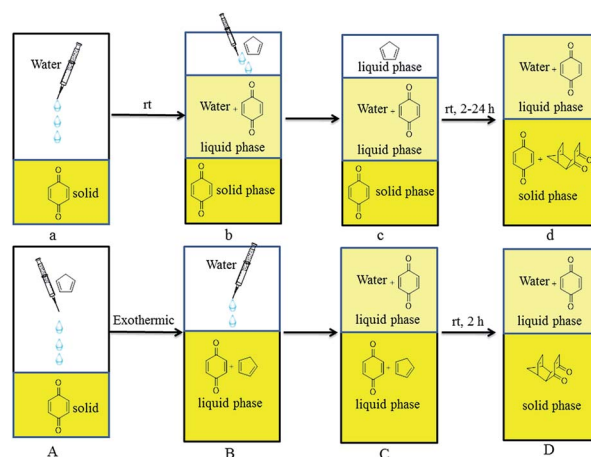 Water
rt
Water +
liquid phase
solid phase
liquid phase
Water +
liquid phase
solid phase
rt, 2-24 h
Water +
liquid phase
+
solid phase
solid
a
b
c
d
Exothermic
Water
+
liquid phase
Water +
liquid phase
+
liquid phase
rt, 2 h
Water +
liquid phase
solid phase
solid
A
B
C
D